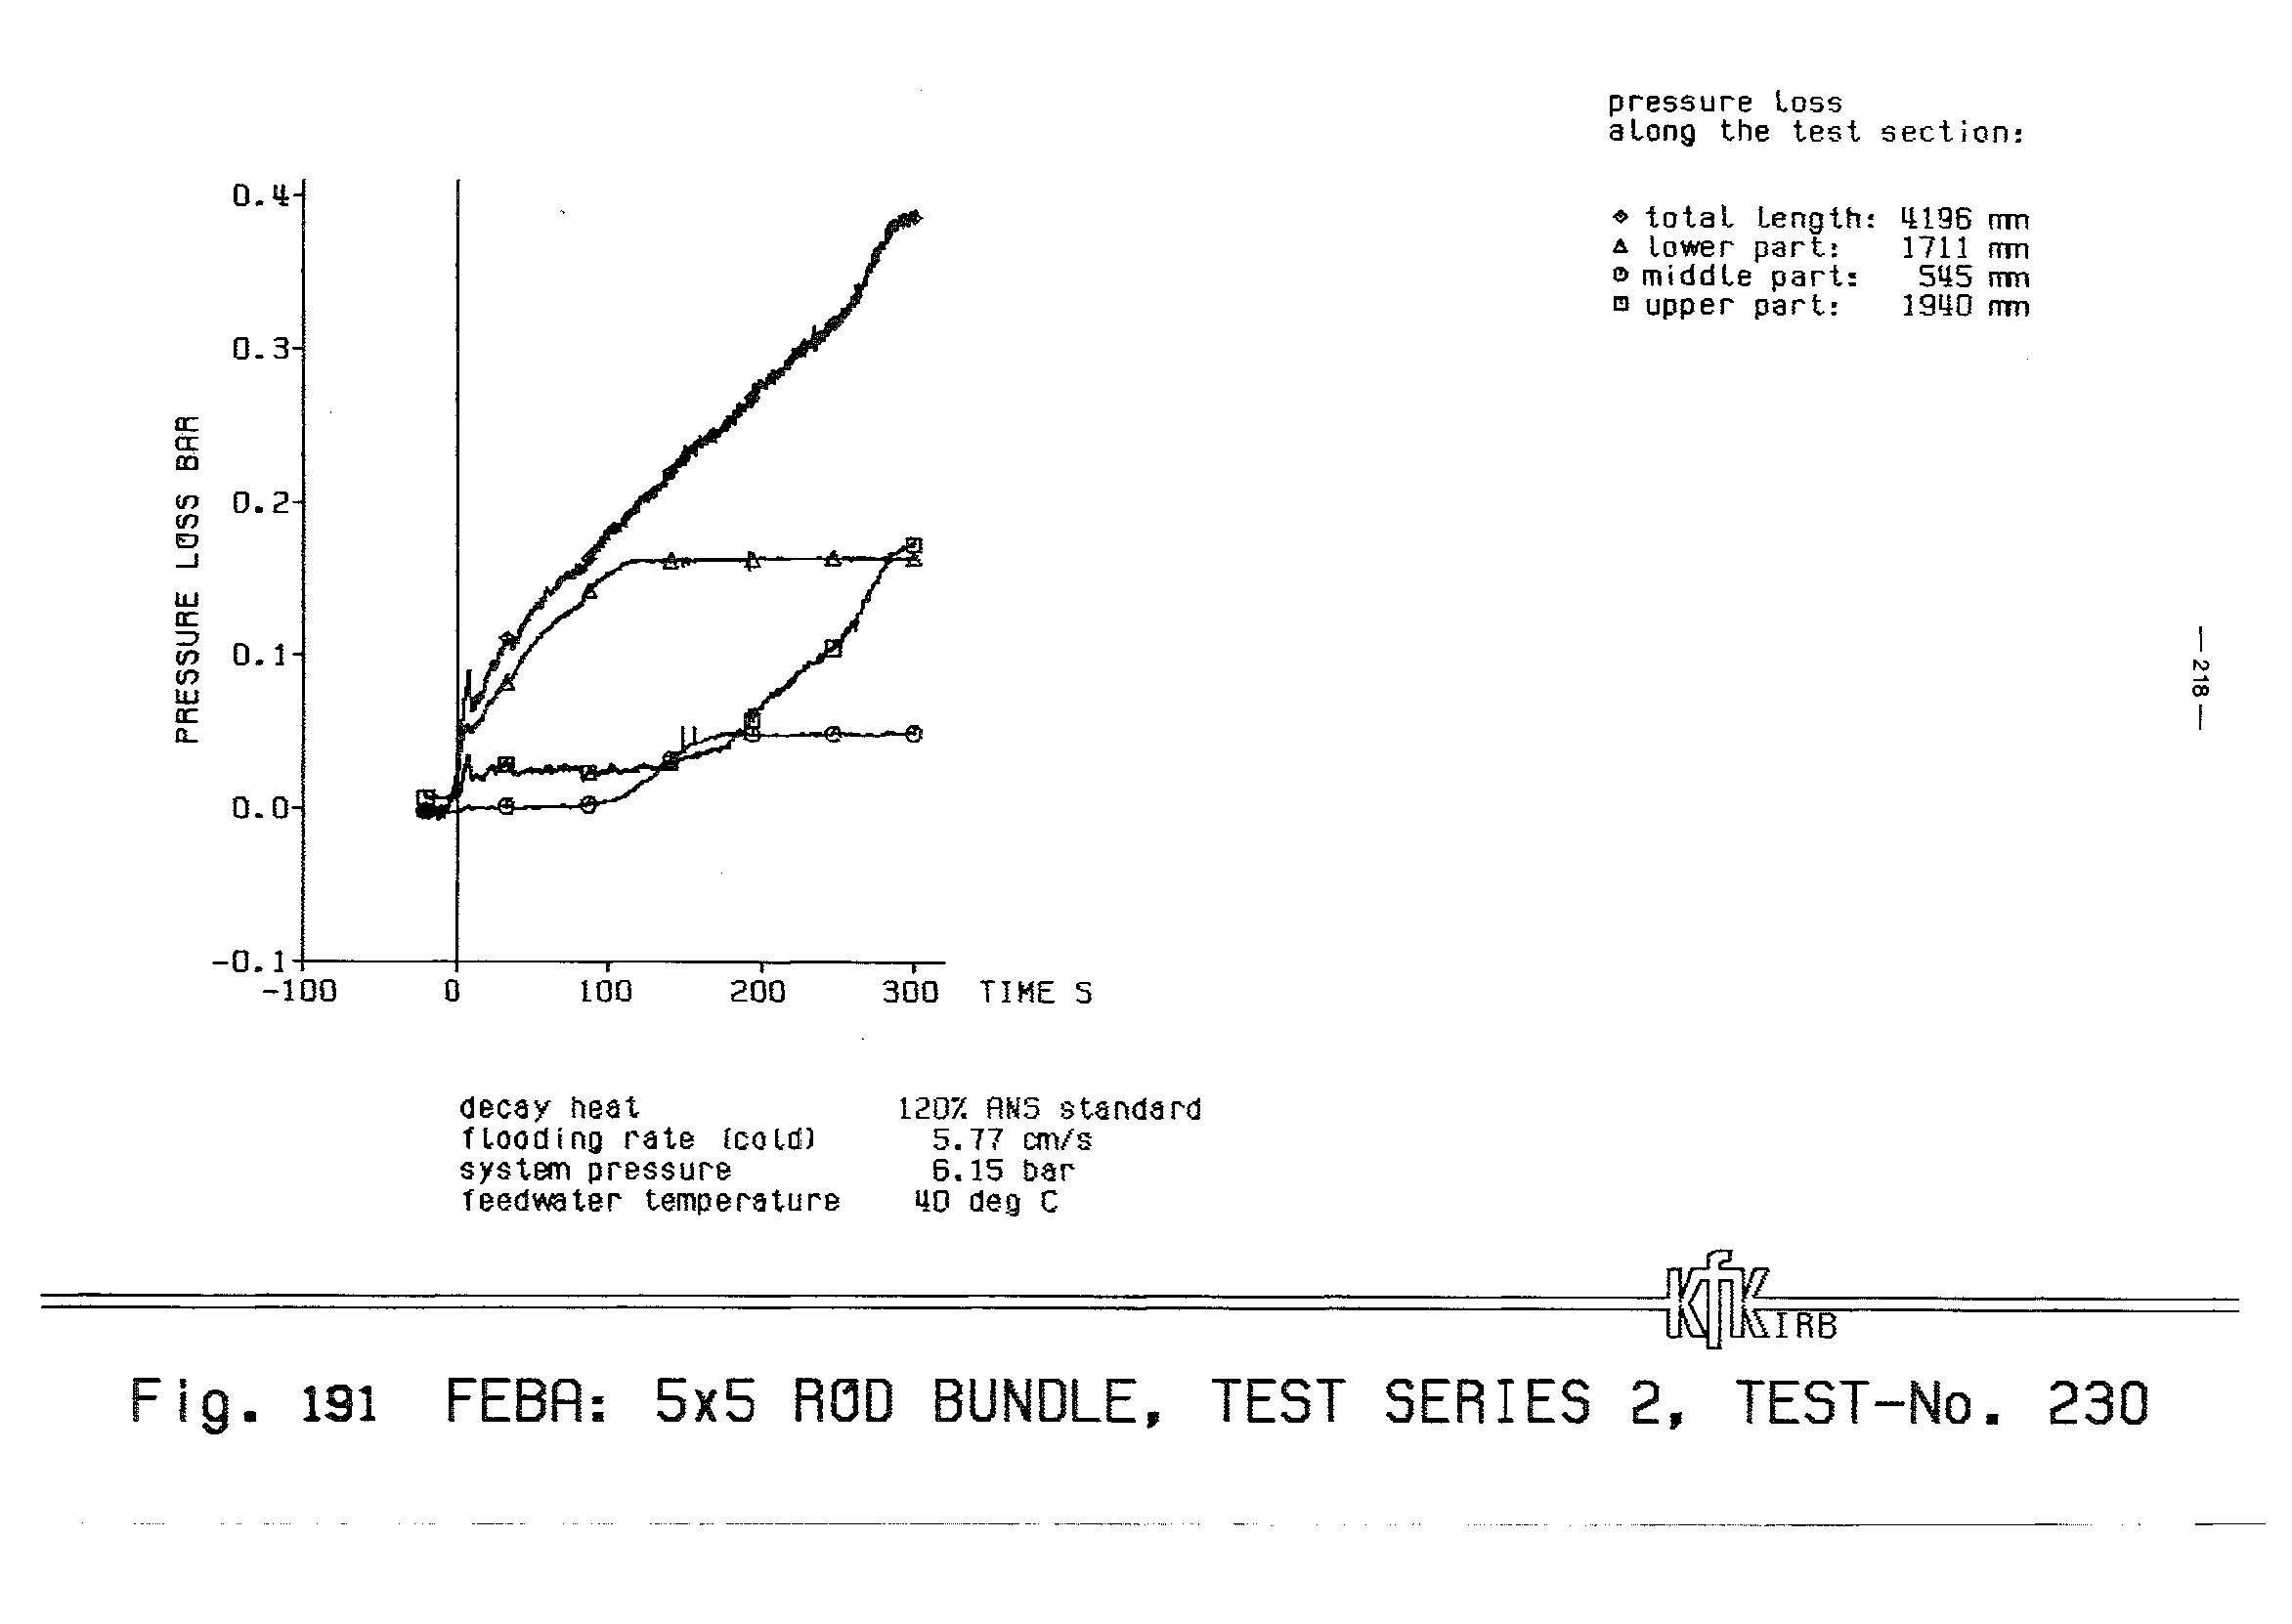 pressure loss
along the test section:
total length: 4196 mm
lower part: 1711 mm
middle part: 545 mm
upper part: 1940 mm
PRESSURE LOSS BAR
0.4
0.3
0.2
0.1
0.0
-0.1
-100 0 100 200 300 TIME S
— 218 —
decay heat 120% ANS standard
flooding rate (cold) 5.77 cm/s
system pressure 6.15 bar
feedwater temperature 40 deg C
KfK IRB
Fig. 191 FEBA: 5x5 ROD BUNDLE, TEST SERIES 2, TEST-No. 230